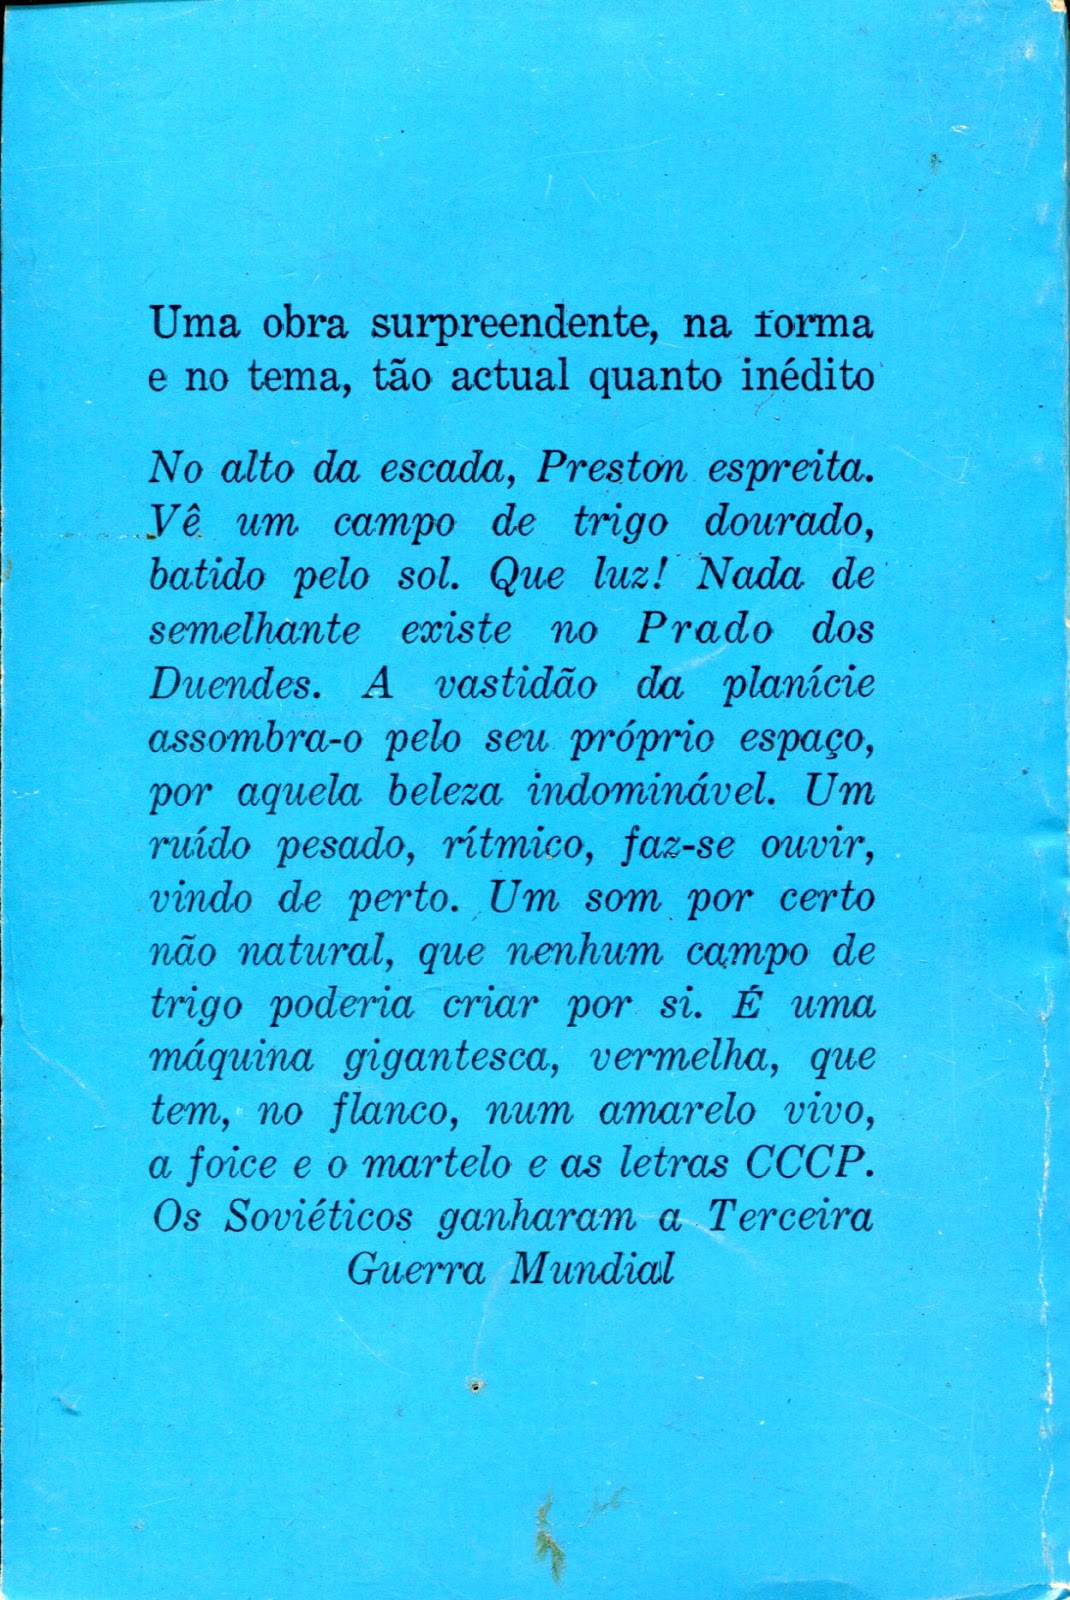 Uma obra surpreendente, na forma
e no tema, tão actual quanto inédito
No alto da escada, Preston espreita.
Vê um campo de trigo dourado,
batido pelo sol. Que luz! Nada de
semelhante existe no Prado dos
Duendes. A vastidão da planície
assombra-o pelo seu próprio espaço,
por aquela beleza indominável. Um
ruído pesado, rítmico, faz-se ouvir,
vindo de perto. Um som por certo
não natural, que nenhum campo de
trigo poderia criar por si. É uma
máquina gigantesca, vermelha, que
tem, no flanco, num amarelo vivo,
a foice e o martelo e as letras CCCP.
Os Soviéticos ganharam a Terceira
Guerra Mundial